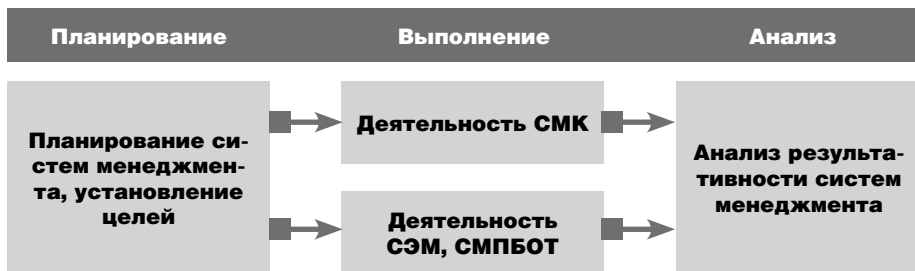 Планирование Выполнение Анализ
Планирование си-
стем менеджмен-
та, установление
целей
Деятельность СМК
Деятельность
СЭМ, СМПБОТ
Анализ результа-
тивности систем
менеджмента